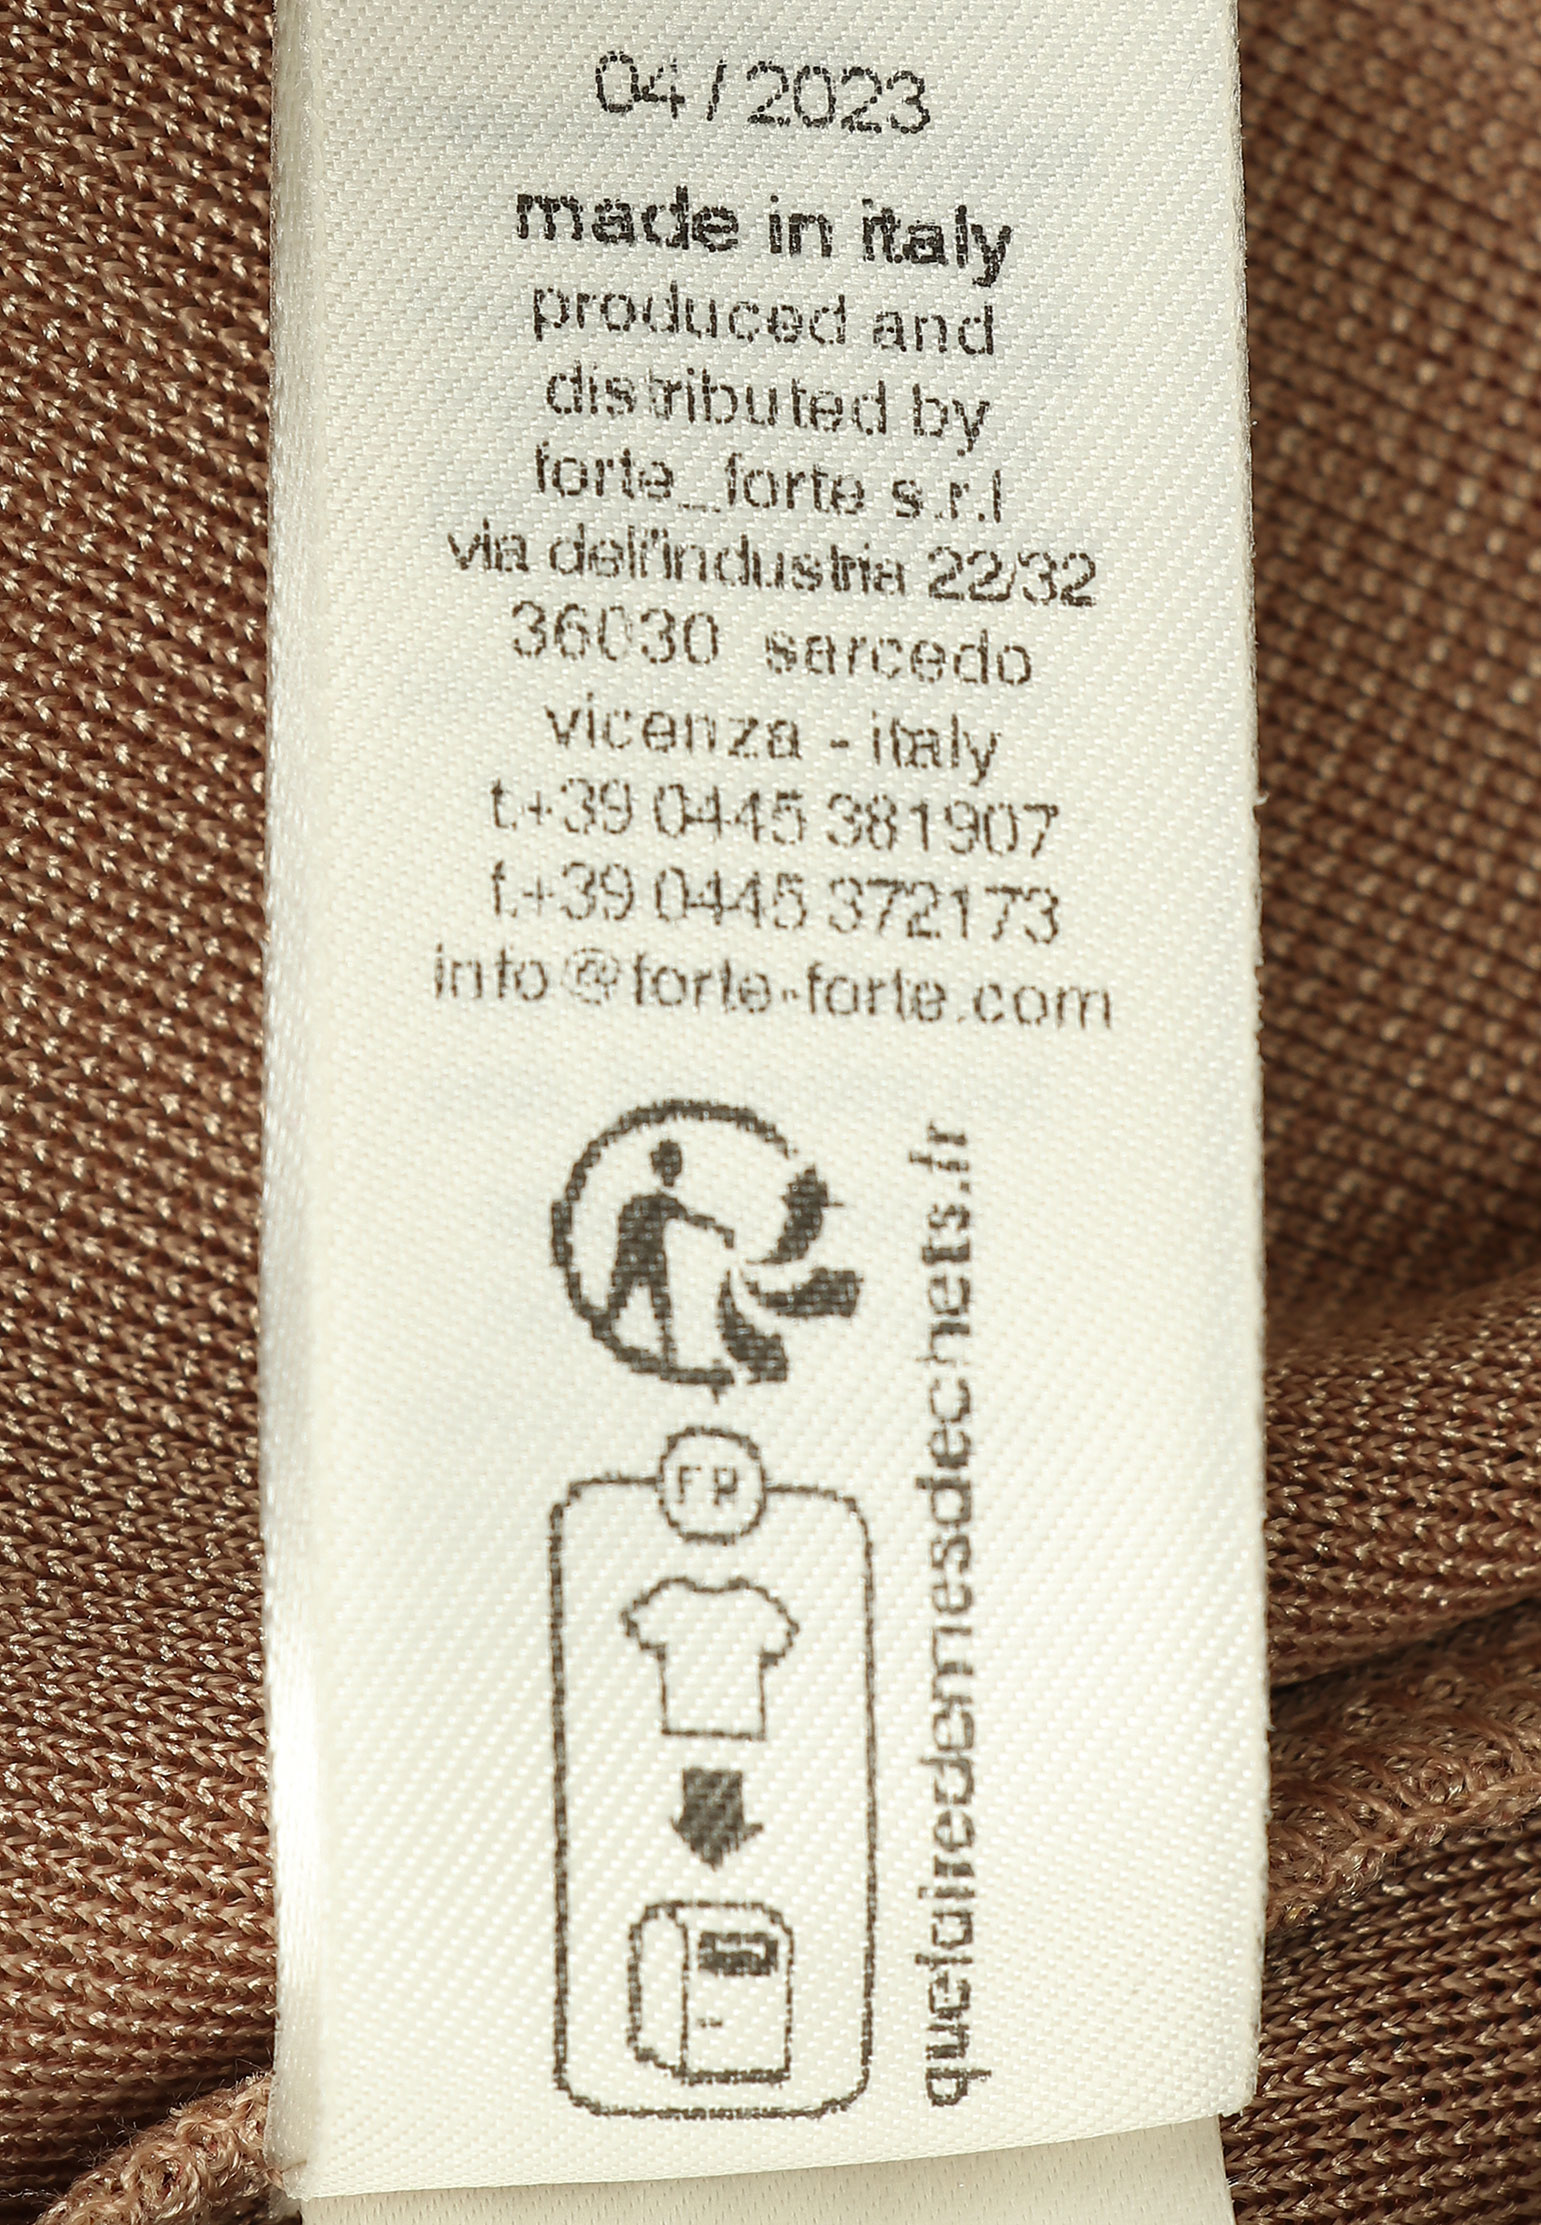 04/2023
made in italy
produced and
distributed by
forte_forte s.r.l
via dell'industria 22/32
36030 sarcedo
vicenza - italy
t.+39 0445 381907
f.+39 0445 372173
info@forte-forte.com
FR
quefairedemesdechets.fr